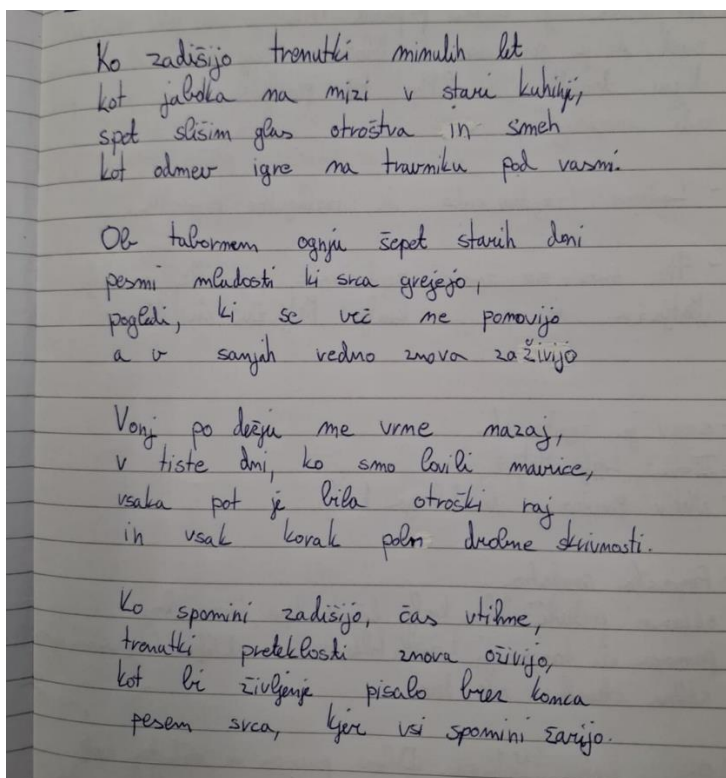 Ko zadišijo trenutki minulih let
kot jabolka na mizi v stari kuhinji,
spet slišim glas otroštva in smeh
kot odmev igre na travniku pod vasmi.
Ob tabornem ognju šepet starih dni
pesmi mladosti ki srca grejejo,
pogledi, ki se več ne ponovijo
a v sanjah vedno znova zaživijo
Vonj po dežju me vrne nazaj,
v tiste dni, ko smo lovili mavrice,
vsaka pot je bila otroški raj
in vsak korak poln drobne skrivnosti.
Ko spomini zadišijo, čas utihne,
trenutki preteklosti znova oživijo,
kot bi življenje pisalo brez konca
pesem srca, kjer vsi spomini žarijo.